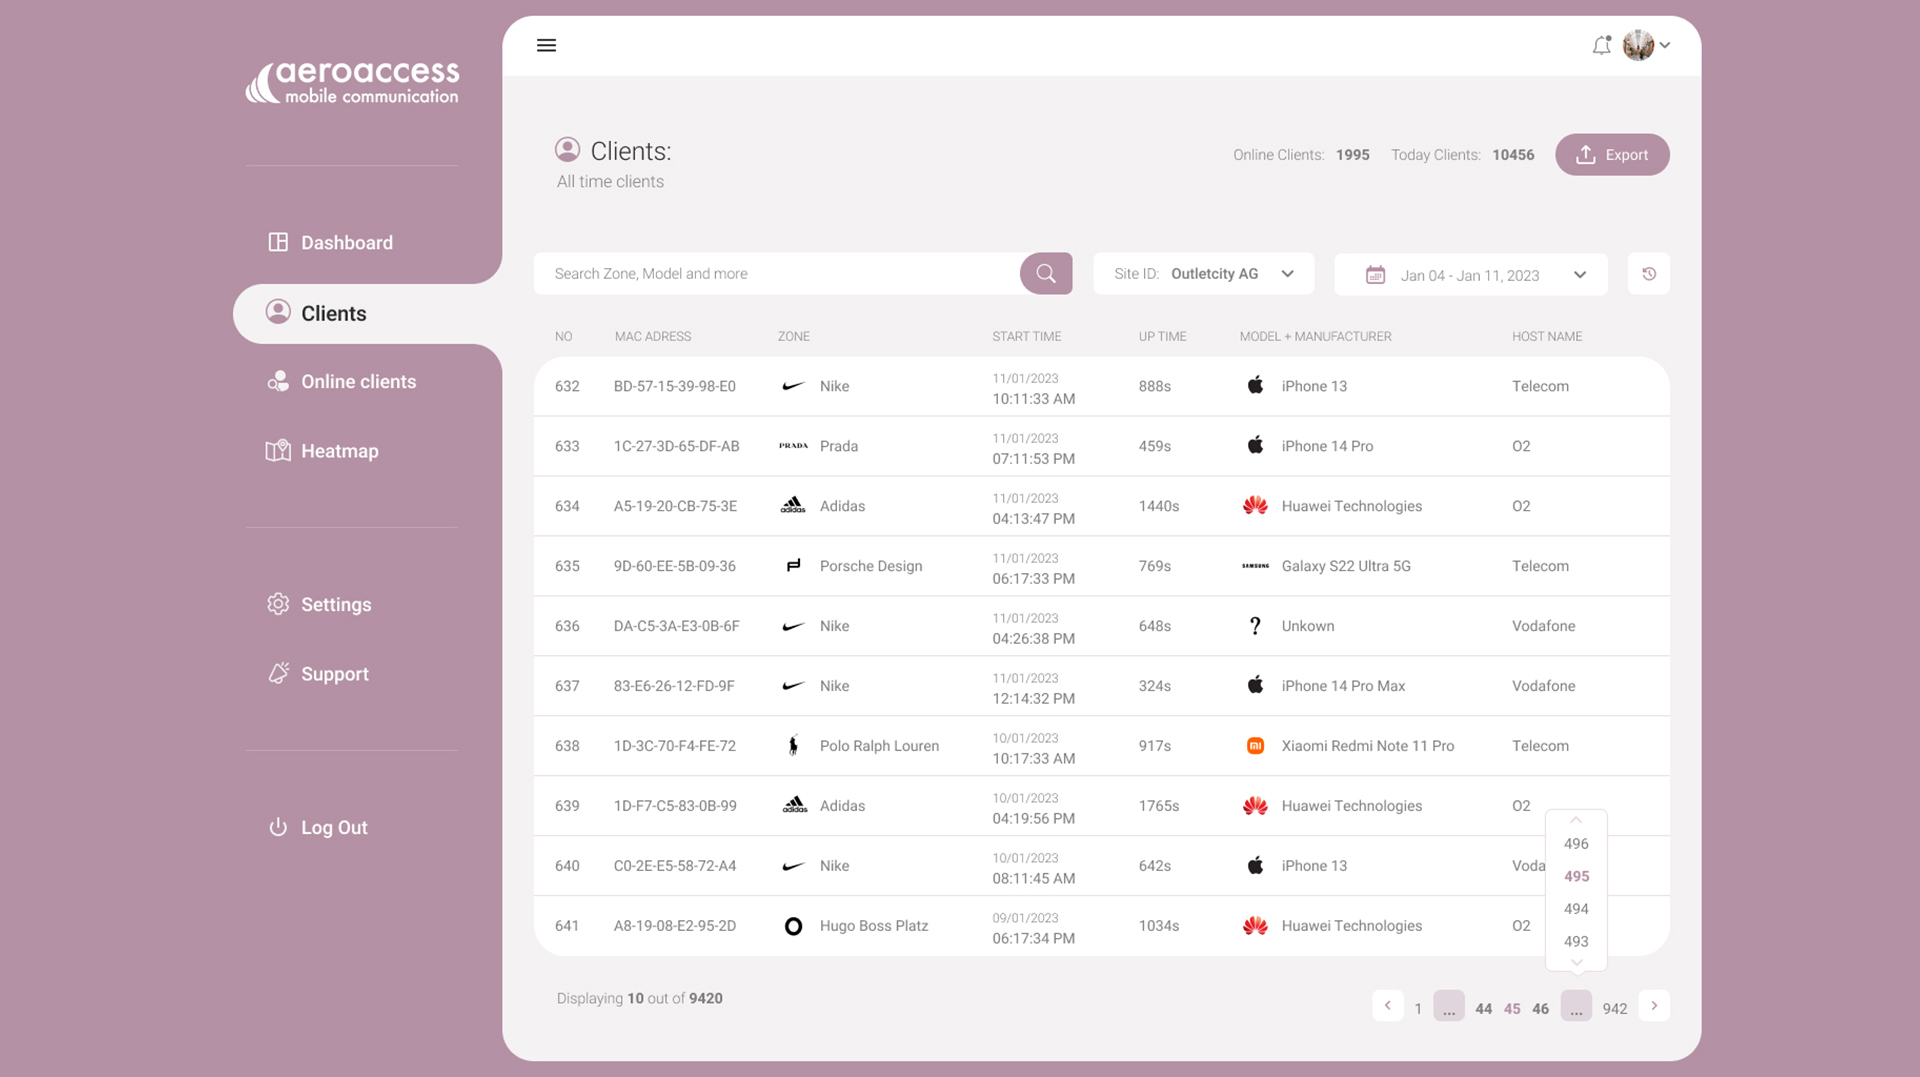 aeroaccess
mobile communication
Clients:
All time clients
Online Clients: 1995 Today Clients: 10456 Export
Dashboard
Clients
Online clients
Heatmap
Settings
Support
Log Out
Search Zone, Model and more
Site ID: Outletcity AG
Jan 04 - Jan 11, 2023
NO MAC ADRESS ZONE START TIME UP TIME MODEL + MANUFACTURER HOST NAME
632 BD-57-15-39-98-E0 Nike 11/01/2023 10:11:33 AM 888s iPhone 13 Telecom
633 1C-27-3D-65-DF-AB PRADA Prada 11/01/2023 07:11:53 PM 459s iPhone 14 Pro O2
634 A5-19-20-CB-75-3E adidas Adidas 11/01/2023 04:13:47 PM 1440s Huawei Technologies O2
635 9D-60-EE-5B-09-36 Porsche Design 11/01/2023 06:17:33 PM 769s SAMSUNG Galaxy S22 Ultra 5G Telecom
636 DA-C5-3A-E3-0B-6F Nike 11/01/2023 04:26:38 PM 648s ? Unkown Vodafone
637 83-E6-26-12-FD-9F Nike 11/01/2023 12:14:32 PM 324s iPhone 14 Pro Max Vodafone
638 1D-3C-70-F4-FE-72 Polo Ralph Louren 10/01/2023 10:17:33 AM 917s mi Xiaomi Redmi Note 11 Pro Telecom
639 1D-F7-C5-83-0B-99 adidas Adidas 10/01/2023 04:19:56 PM 1765s Huawei Technologies O2
640 C0-2E-E5-58-72-A4 Nike 10/01/2023 08:11:45 AM 642s iPhone 13 Voda
641 A8-19-08-E2-95-2D Hugo Boss Platz 09/01/2023 06:17:34 PM 1034s Huawei Technologies O2
496
495
494
493
Displaying 10 out of 9420
1 ... 44 45 46 ... 942